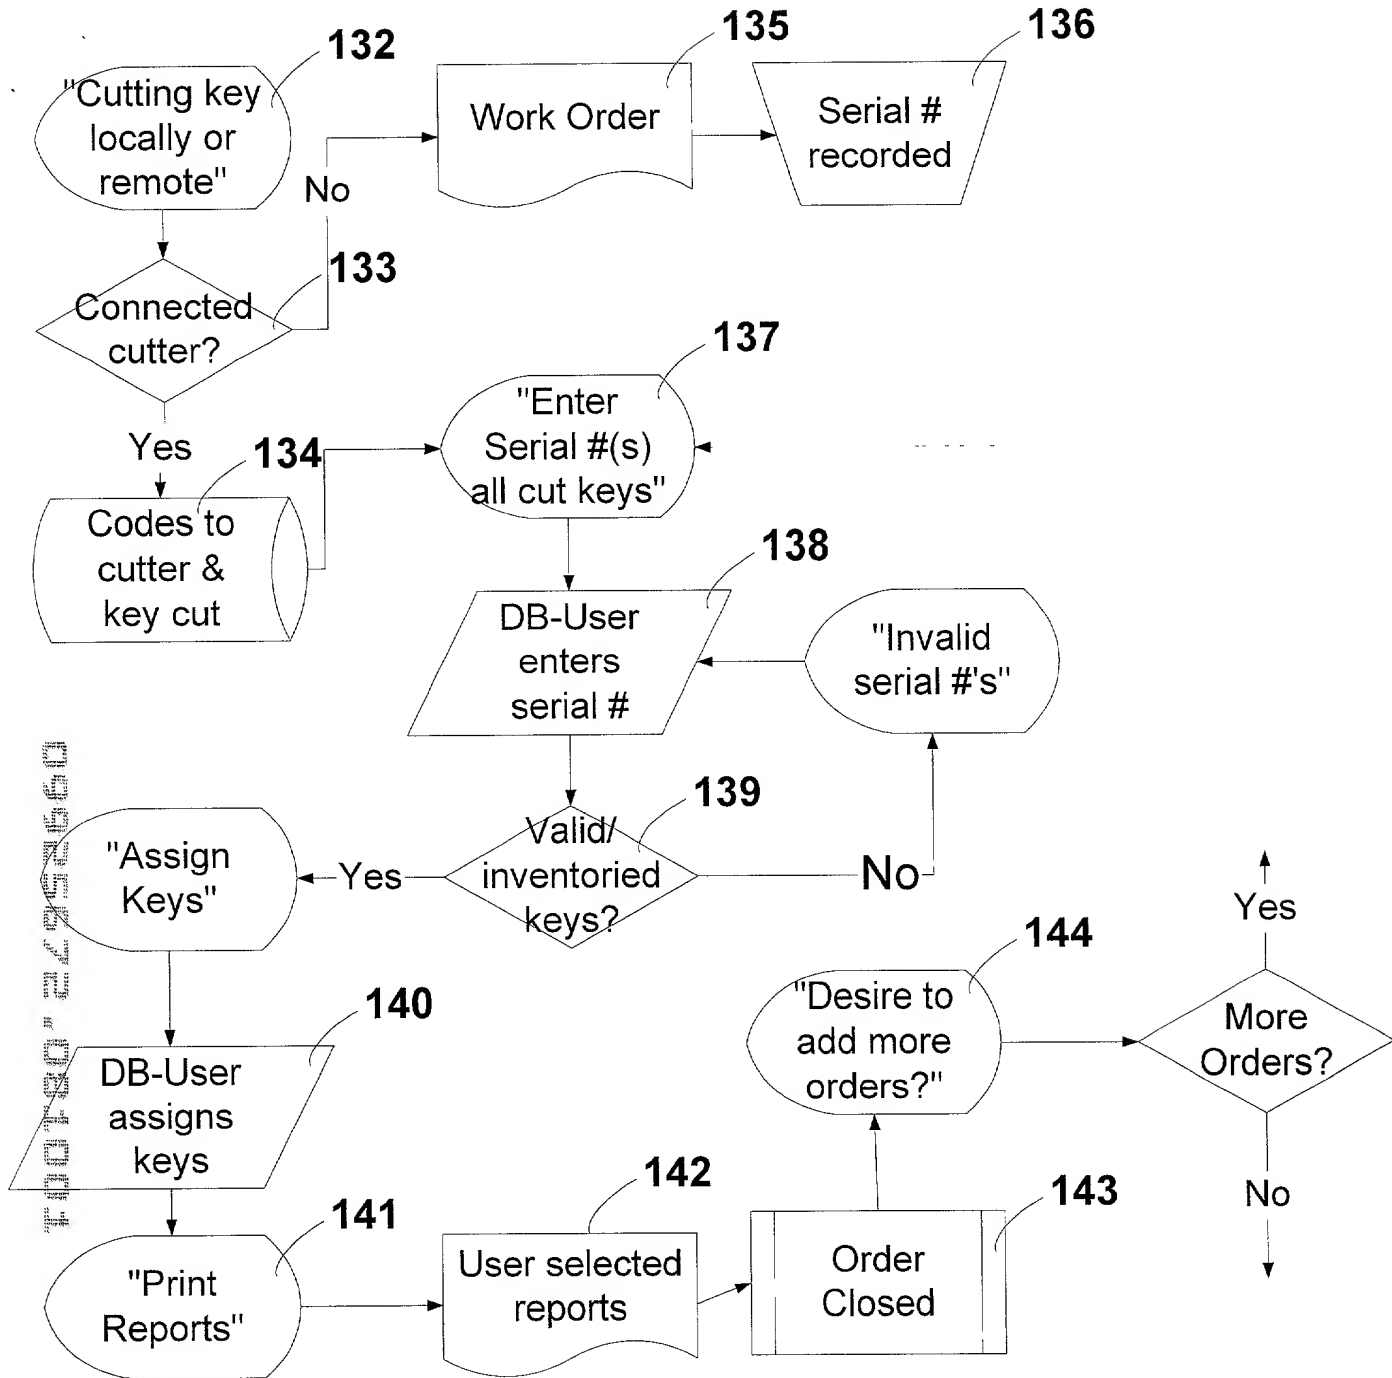 132
"Cutting key
locally or
remote"
135
Work Order
136
Serial #
recorded
No
133
Connected
cutter?
Yes
134
Codes to
cutter &
key cut
137
"Enter
Serial #(s)
all cut keys"
138
DB-User
enters
serial #
"Invalid
serial #'s"
139
Valid/
inventoried
keys?
Yes
No
"Assign
Keys"
140
DB-User
assigns
keys
141
"Print
Reports"
142
User selected
reports
143
Order
Closed
144
"Desire to
add more
orders?"
More
Orders?
Yes
No